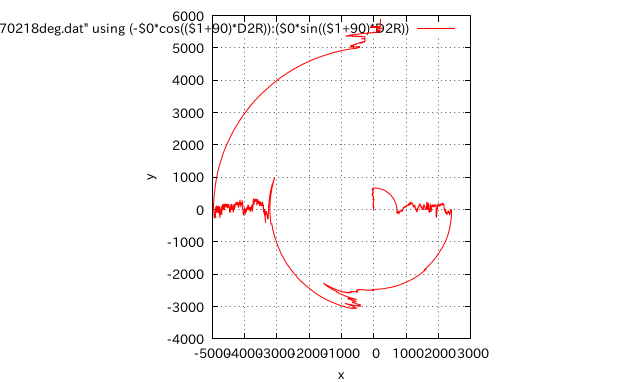 6000
70218deg.dat" using (-$0*cos(($1+90)*D2R)):($0*sin(($1+90)*D2R))
5000
4000
3000
2000
y
1000
0
-1000
-2000
-3000
-4000
-5000 -4000 -3000 -2000 -1000 0 1000 2000 3000
x